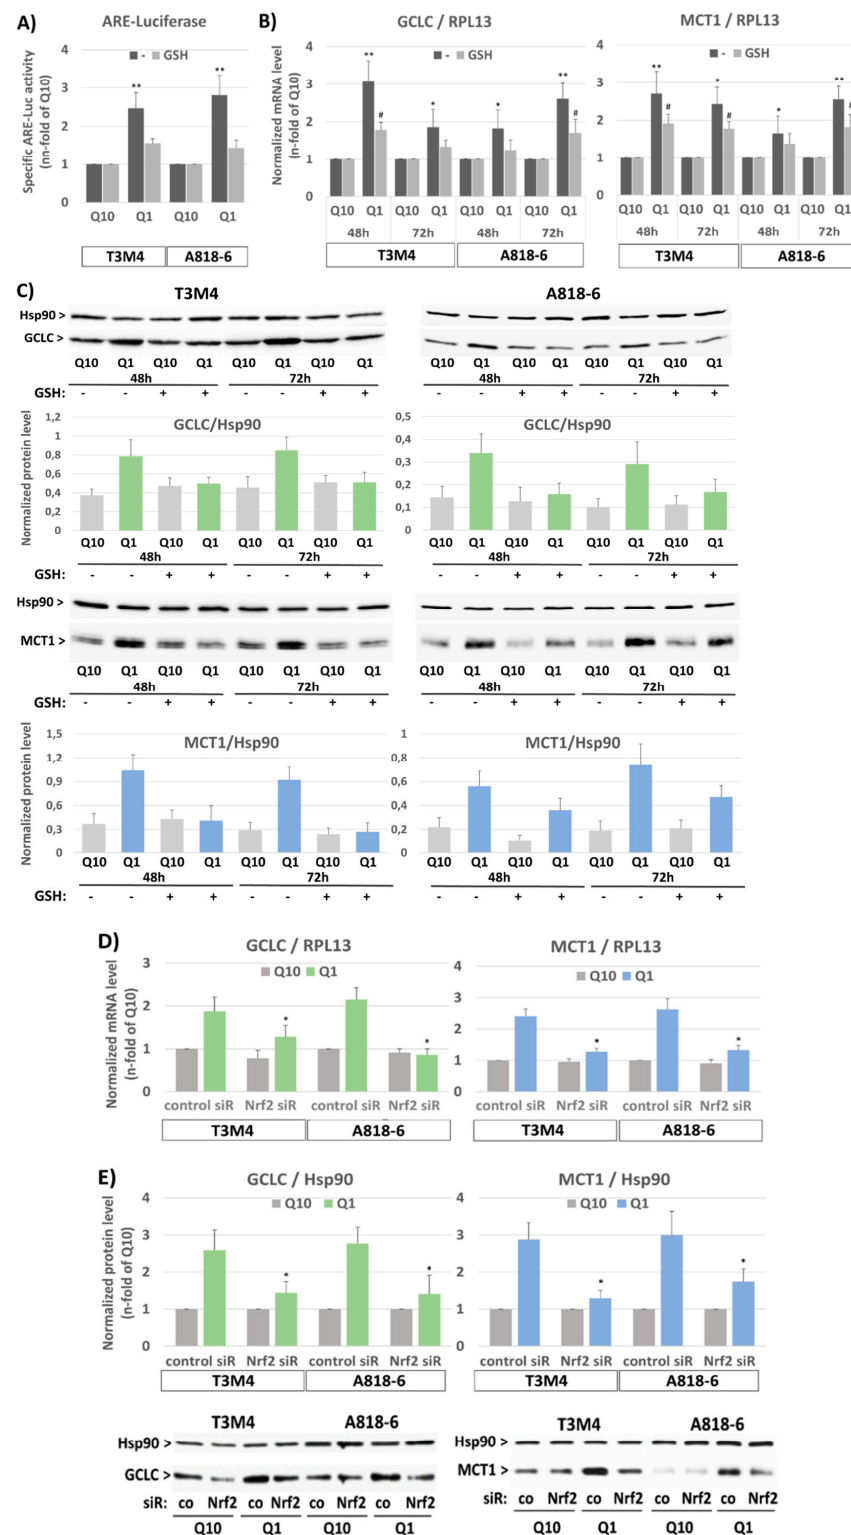 A) ARE-Luciferase
Specific ARE-Luc activity
(nn-fold of Q10)
4
3
2
1
0
- GSH
** **
Q10 Q1 Q10 Q1
T3M4 A818-6
B) GCLC / RPL13
Normalized mRNA level
(n-fold of Q10)
4
3
2
1
0
- GSH
** # * * ** #
Q10 Q1 Q10 Q1 Q10 Q1 Q10 Q1
48h 72h 48h 72h
T3M4 A818-6
MCT1 / RPL13
4
3
2
1
0
- GSH
** # * # * ** #
Q10 Q1 Q10 Q1 Q10 Q1 Q10 Q1
48h 72h 48h 72h
T3M4 A818-6
C) T3M4 A818-6
Hsp90 >
GCLC >
Q10 Q1 Q10 Q1 Q10 Q1 Q10 Q1 Q10 Q1 Q10 Q1 Q10 Q1 Q10 Q1
48h 72h 48h 72h
GSH: - - + + - - + + - - + + - - + +
GCLC/Hsp90
Normalized protein level
1,2
1
0,8
0,6
0,4
0,2
0
Q10 Q1 Q10 Q1 Q10 Q1 Q10 Q1
48h 72h
GSH: - - + + - - + +
GCLC/Hsp90
0,5
0,4
0,3
0,2
0,1
0
Q10 Q1 Q10 Q1 Q10 Q1 Q10 Q1
48h 72h
- - + + - - + +
Hsp90 >
MCT1 >
Q10 Q1 Q10 Q1 Q10 Q1 Q10 Q1 Q10 Q1 Q10 Q1 Q10 Q1 Q10 Q1
48h 72h 48h 72h
GSH: - - + + - - + + - - + + - - + +
MCT1/Hsp90
Normalized protein level
1,5
1,2
0,9
0,6
0,3
0
Q10 Q1 Q10 Q1 Q10 Q1 Q10 Q1
48h 72h
GSH: - - + + - - + +
MCT1/Hsp90
1
0,8
0,6
0,4
0,2
0
Q10 Q1 Q10 Q1 Q10 Q1 Q10 Q1
48h 72h
- - + + - - + +
D) GCLC / RPL13
Normalized mRNA level
(n-fold of Q10)
3
2
1
0
Q10 Q1
* *
control siR Nrf2 siR control siR Nrf2 siR
T3M4 A818-6
MCT1 / RPL13
4
3
2
1
0
Q10 Q1
* *
control siR Nrf2 siR control siR Nrf2 siR
T3M4 A818-6
E) GCLC / Hsp90
Normalized protein level
(n-fold of Q10)
4
3
2
1
0
Q10 Q1
* *
control siR Nrf2 siR control siR Nrf2 siR
T3M4 A818-6
MCT1 / Hsp90
4
3
2
1
0
Q10 Q1
* *
control siR Nrf2 siR control siR Nrf2 siR
T3M4 A818-6
T3M4 A818-6
Hsp90 >
GCLC >
siR: co Nrf2 co Nrf2 co Nrf2 co Nrf2
Q10 Q1 Q10 Q1
T3M4 A818-6
Hsp90 >
MCT1 >
siR: co Nrf2 co Nrf2 co Nrf2 co Nrf2
Q10 Q1 Q10 Q1